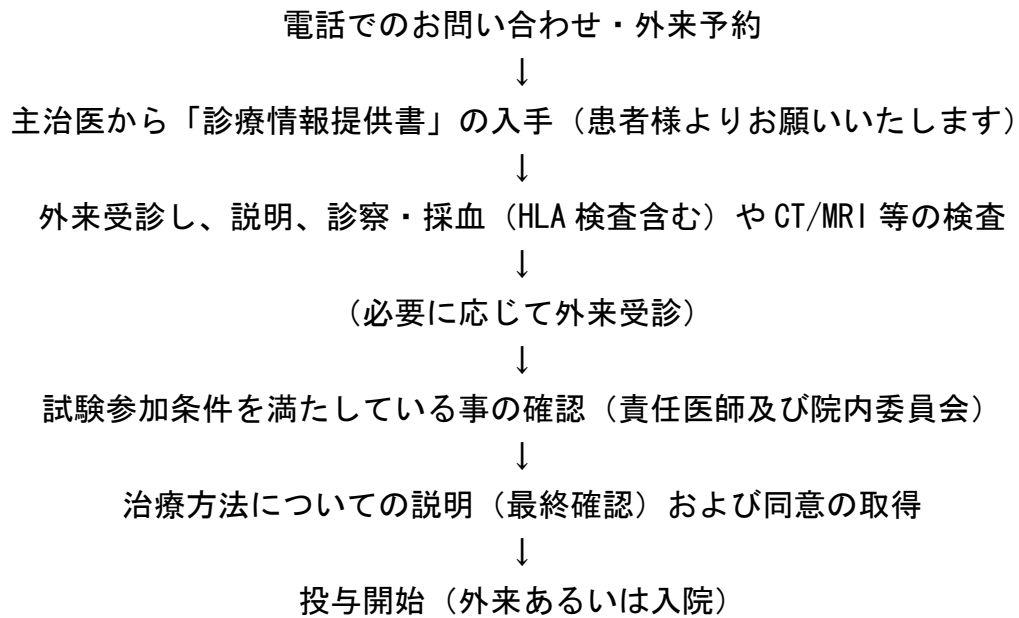 電話でのお問い合わせ・外来予約
↓
主治医から「診療情報提供書」の入手（患者様よりお願いいたします）
↓
外来受診し、説明、診察・採血（HLA 検査含む）や CT/MRI 等の検査
↓
（必要に応じて外来受診）
↓
試験参加条件を満たしている事の確認（責任医師及び院内委員会）
↓
治療方法についての説明（最終確認）および同意の取得
↓
投与開始（外来あるいは入院）